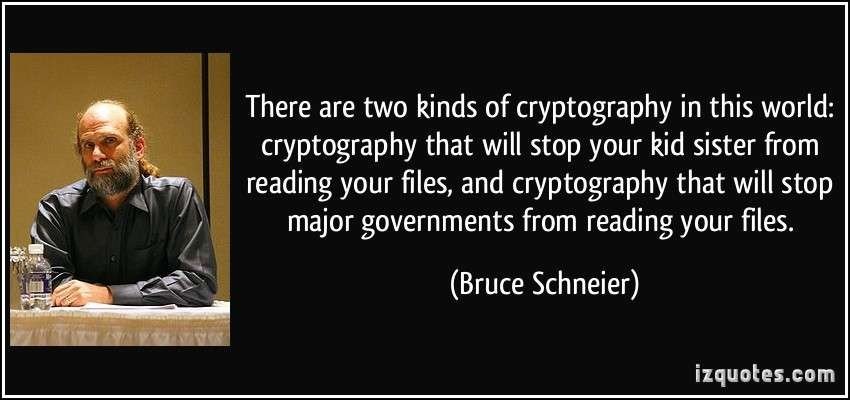 There are two kinds of cryptography in this world:
cryptography that will stop your kid sister from
reading your files, and cryptography that will stop
major governments from reading your files.
(Bruce Schneier)
izquotes.com